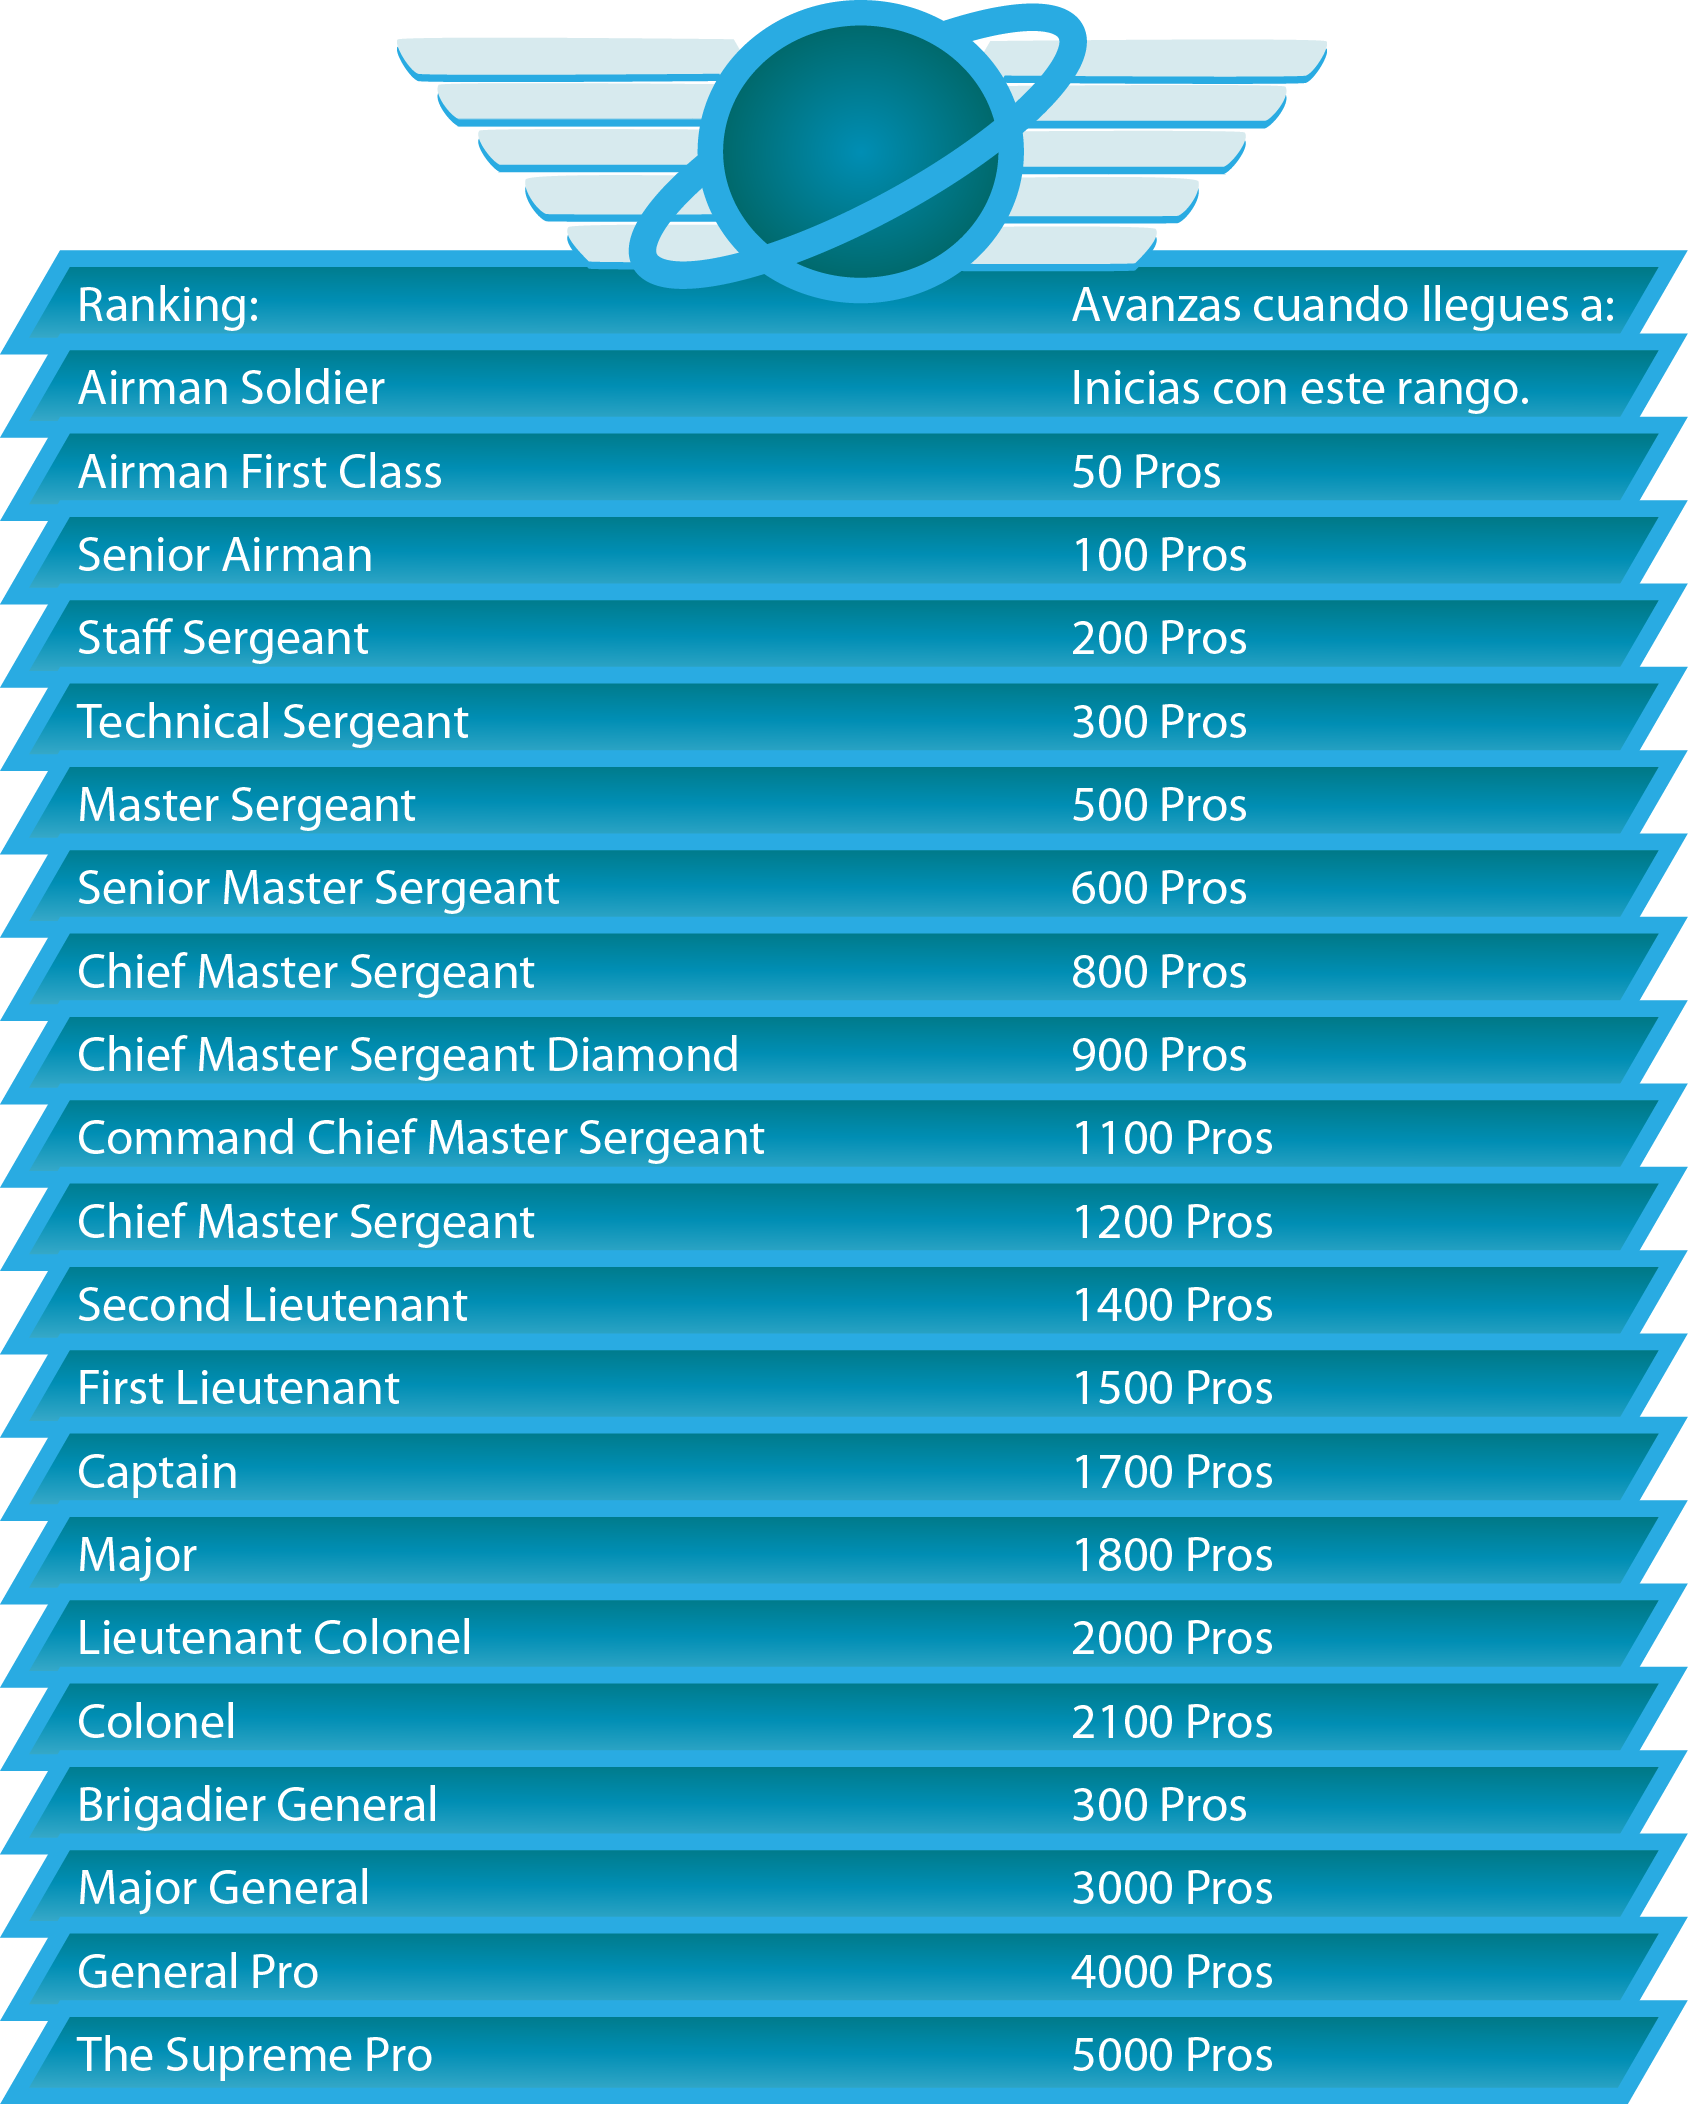 Ranking: Avanzas cuando llegues a:
Airman Soldier Inicias con este rango.
Airman First Class 50 Pros
Senior Airman 100 Pros
Staff Sergeant 200 Pros
Technical Sergeant 300 Pros
Master Sergeant 500 Pros
Senior Master Sergeant 600 Pros
Chief Master Sergeant 800 Pros
Chief Master Sergeant Diamond 900 Pros
Command Chief Master Sergeant 1100 Pros
Chief Master Sergeant 1200 Pros
Second Lieutenant 1400 Pros
First Lieutenant 1500 Pros
Captain 1700 Pros
Major 1800 Pros
Lieutenant Colonel 2000 Pros
Colonel 2100 Pros
Brigadier General 300 Pros
Major General 3000 Pros
General Pro 4000 Pros
The Supreme Pro 5000 Pros